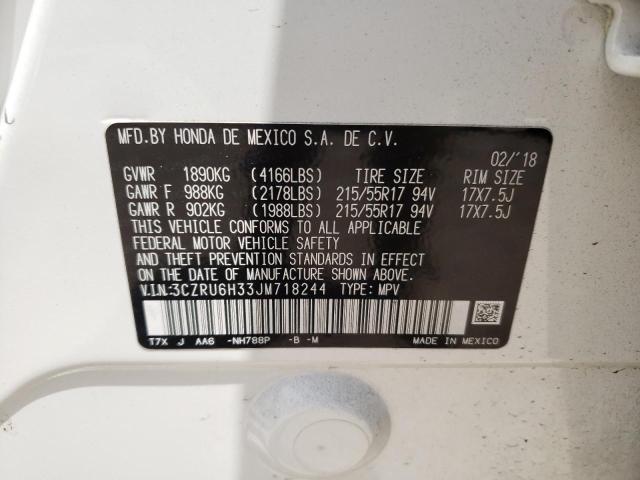 MFD.BY HONDA DE MEXICO S.A. DE C.V.
02/'18
GVWR 1890KG (4166LBS) TIRE SIZE RIM SIZE
GAWR F 988KG (2178LBS) 215/55R17 94V 17X7.5J
GAWR R 902KG (1988LBS) 215/55R17 94V 17X7.5J
THIS VEHICLE CONFORMS TO ALL APPLICABLE
FEDERAL MOTOR VEHICLE SAFETY
AND THEFT PREVENTION STANDARDS IN EFFECT
ON THE DATE OF MANUFACTURE SHOWN ABOVE.
V.I.N.:3CZRU6H33JM718244 TYPE: MPV
T7X J AA6 -NH788P -B -M MADE IN MEXICO